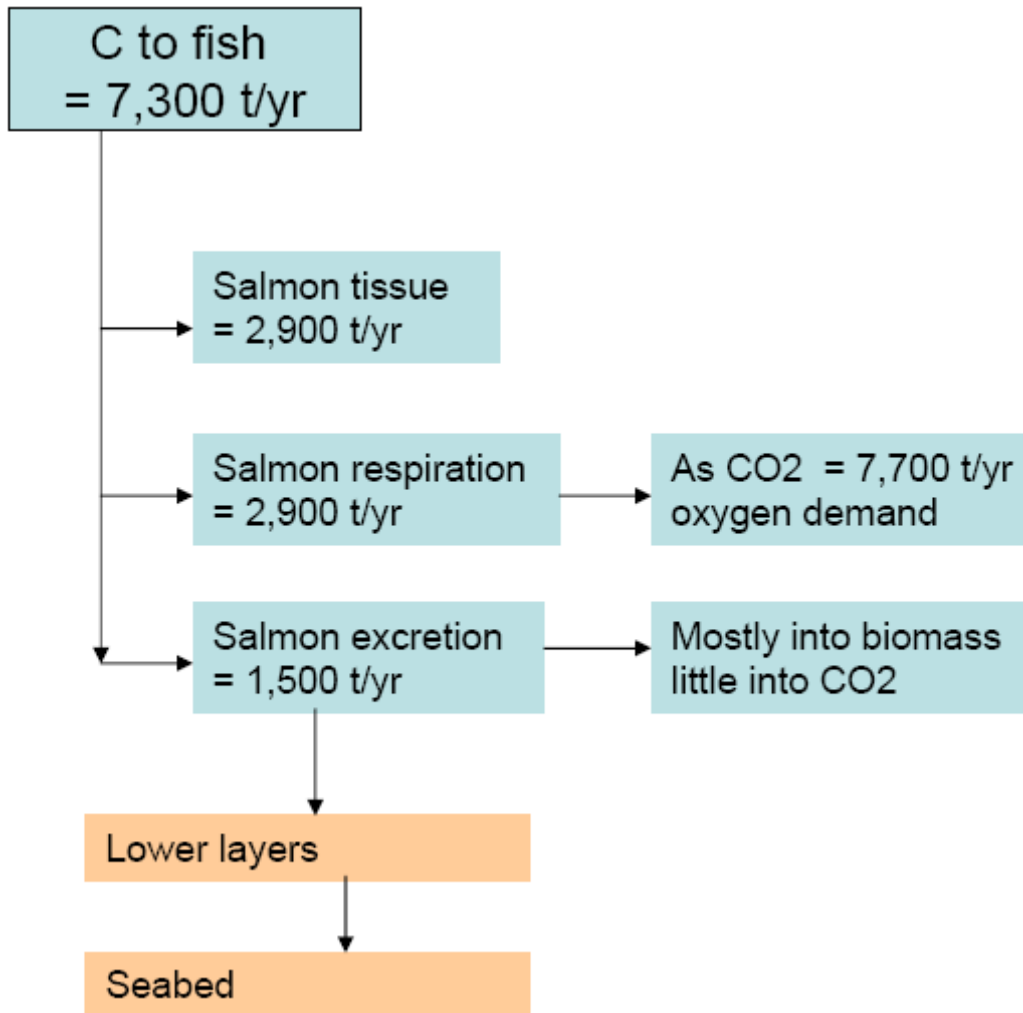 C to fish
= 7,300 t/yr
Salmon tissue
= 2,900 t/yr
Salmon respiration
= 2,900 t/yr
As CO2  = 7,700 t/yr
oxygen demand
Salmon excretion
= 1,500 t/yr
Mostly into biomass
little into CO2
Lower layers
Seabed